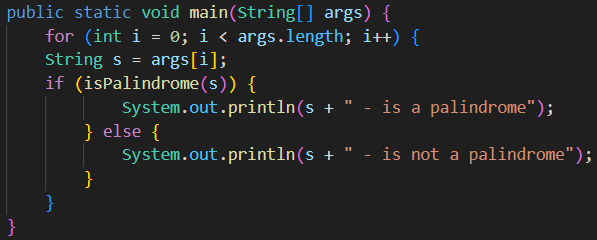 public static void main(String[] args) {
    for (int i = 0; i < args.length; i++) {
    String s = args[i];
    if (isPalindrome(s)) {
            System.out.println(s + " - is a palindrome");
        } else {
            System.out.println(s + " - is not a palindrome");
        }
    }
}